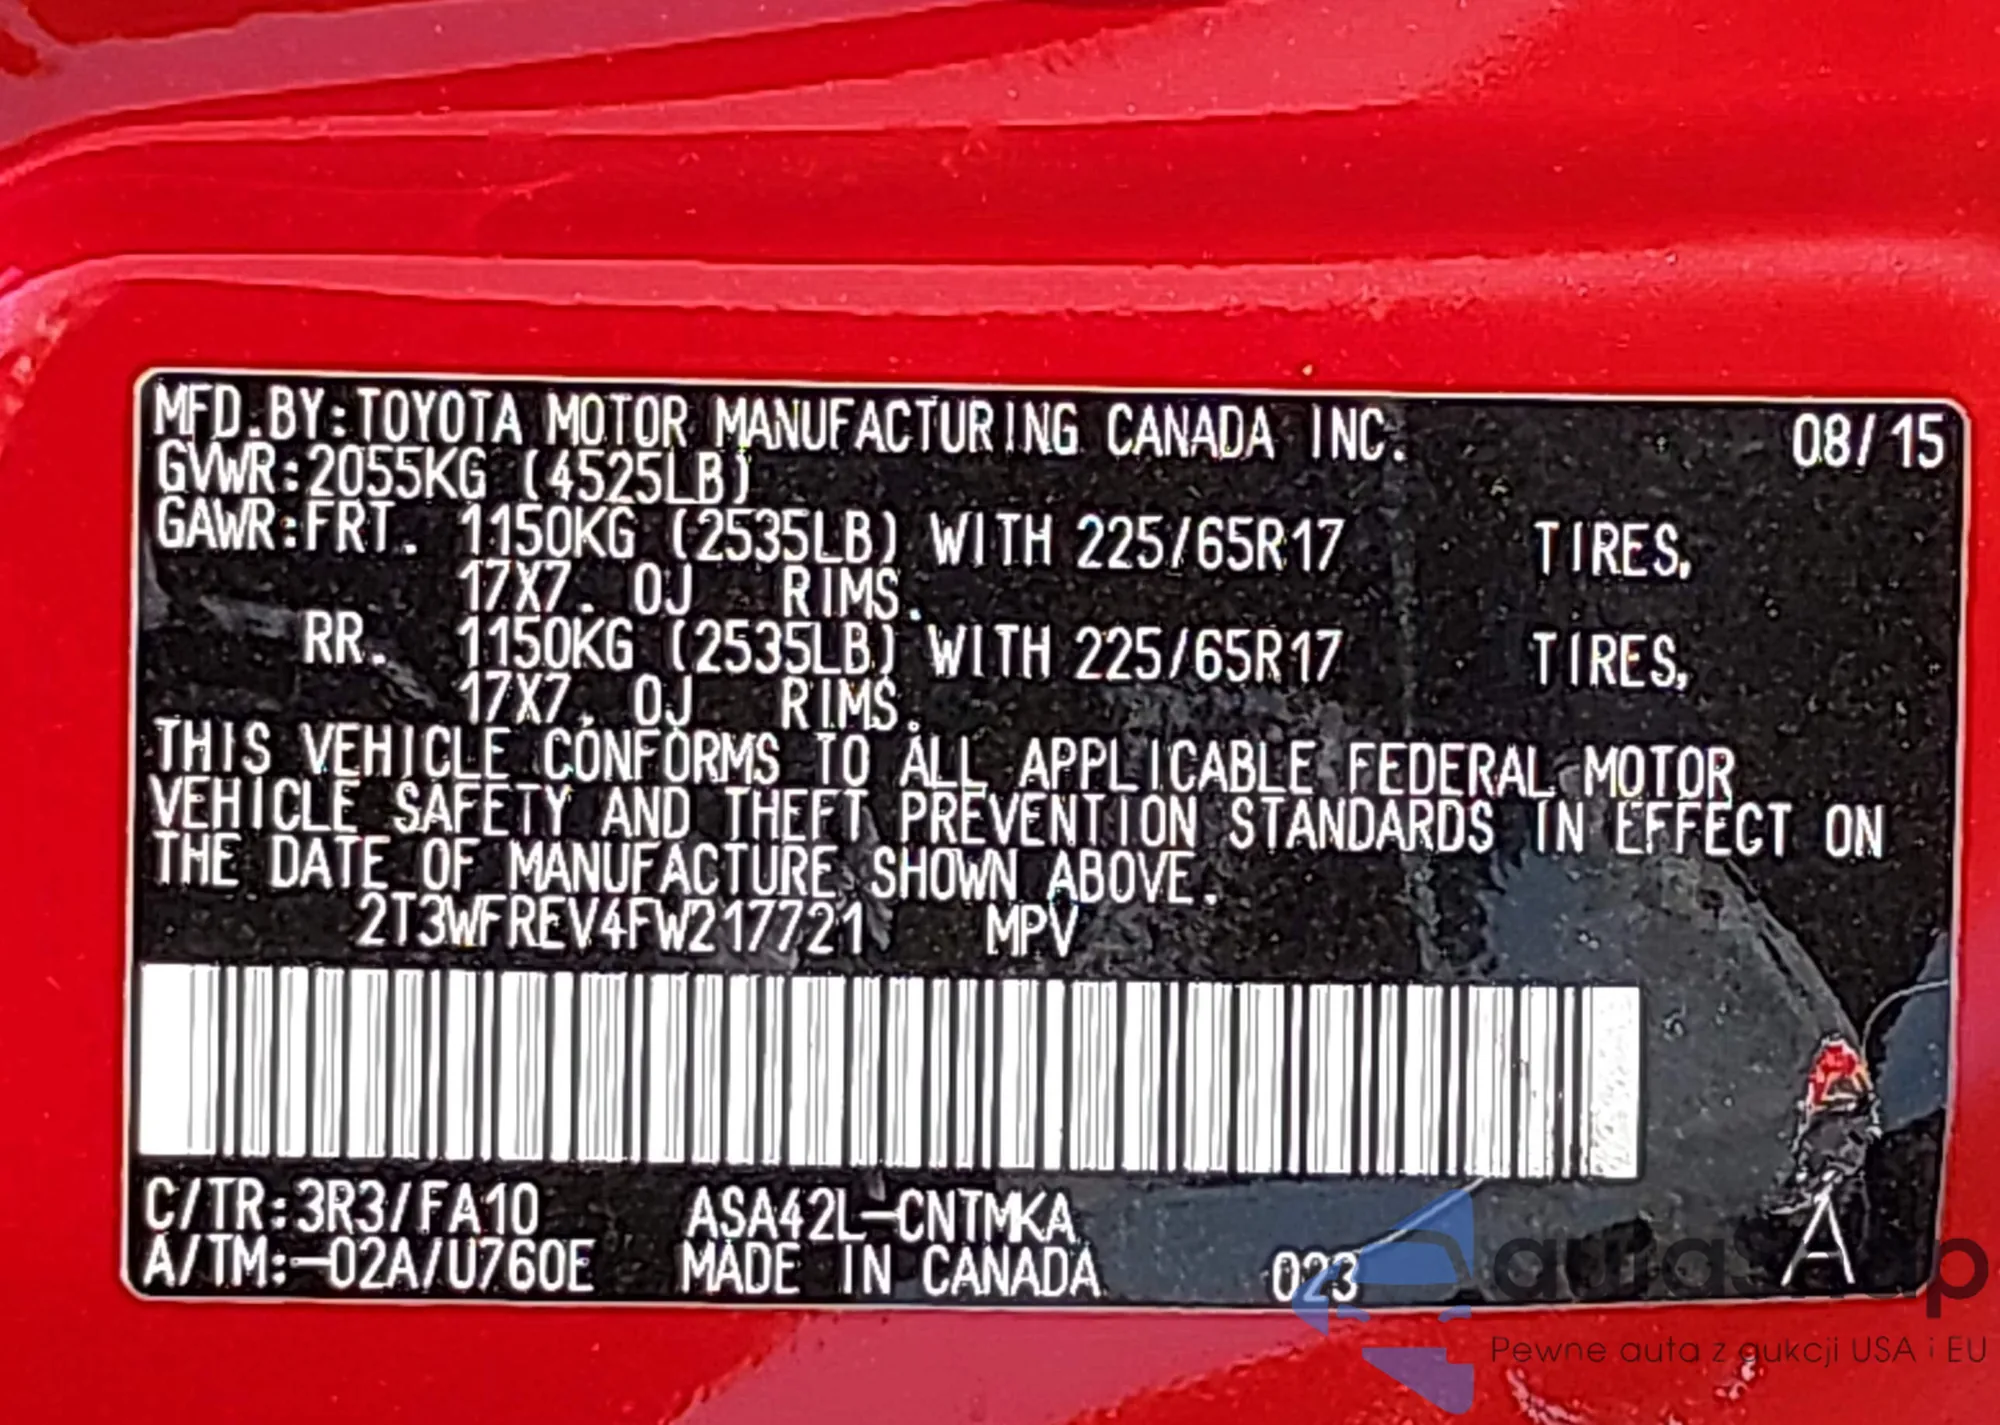 MFD.BY:TOYOTA MOTOR MANUFACTURING CANADA INC. 08/15
GVWR:2055KG (4525LB)
GAWR:FRT. 1150KG (2535LB) WITH 225/65R17 TIRES,
17X7.0J RIMS.
RR. 1150KG (2535LB) WITH 225/65R17 TIRES,
17X7.0J RIMS.
THIS VEHICLE CONFORMS TO ALL APPLICABLE FEDERAL MOTOR
VEHICLE SAFETY AND THEFT PREVENTION STANDARDS IN EFFECT ON
THE DATE OF MANUFACTURE SHOWN ABOVE.
2T3WFREV4FW217721 MPV
C/TR:3R3/FA10 ASA42L-CNTMKA
A/TM:-02A/U760E MADE IN CANADA 023 A
Pewne auta z aukcji USA i EU